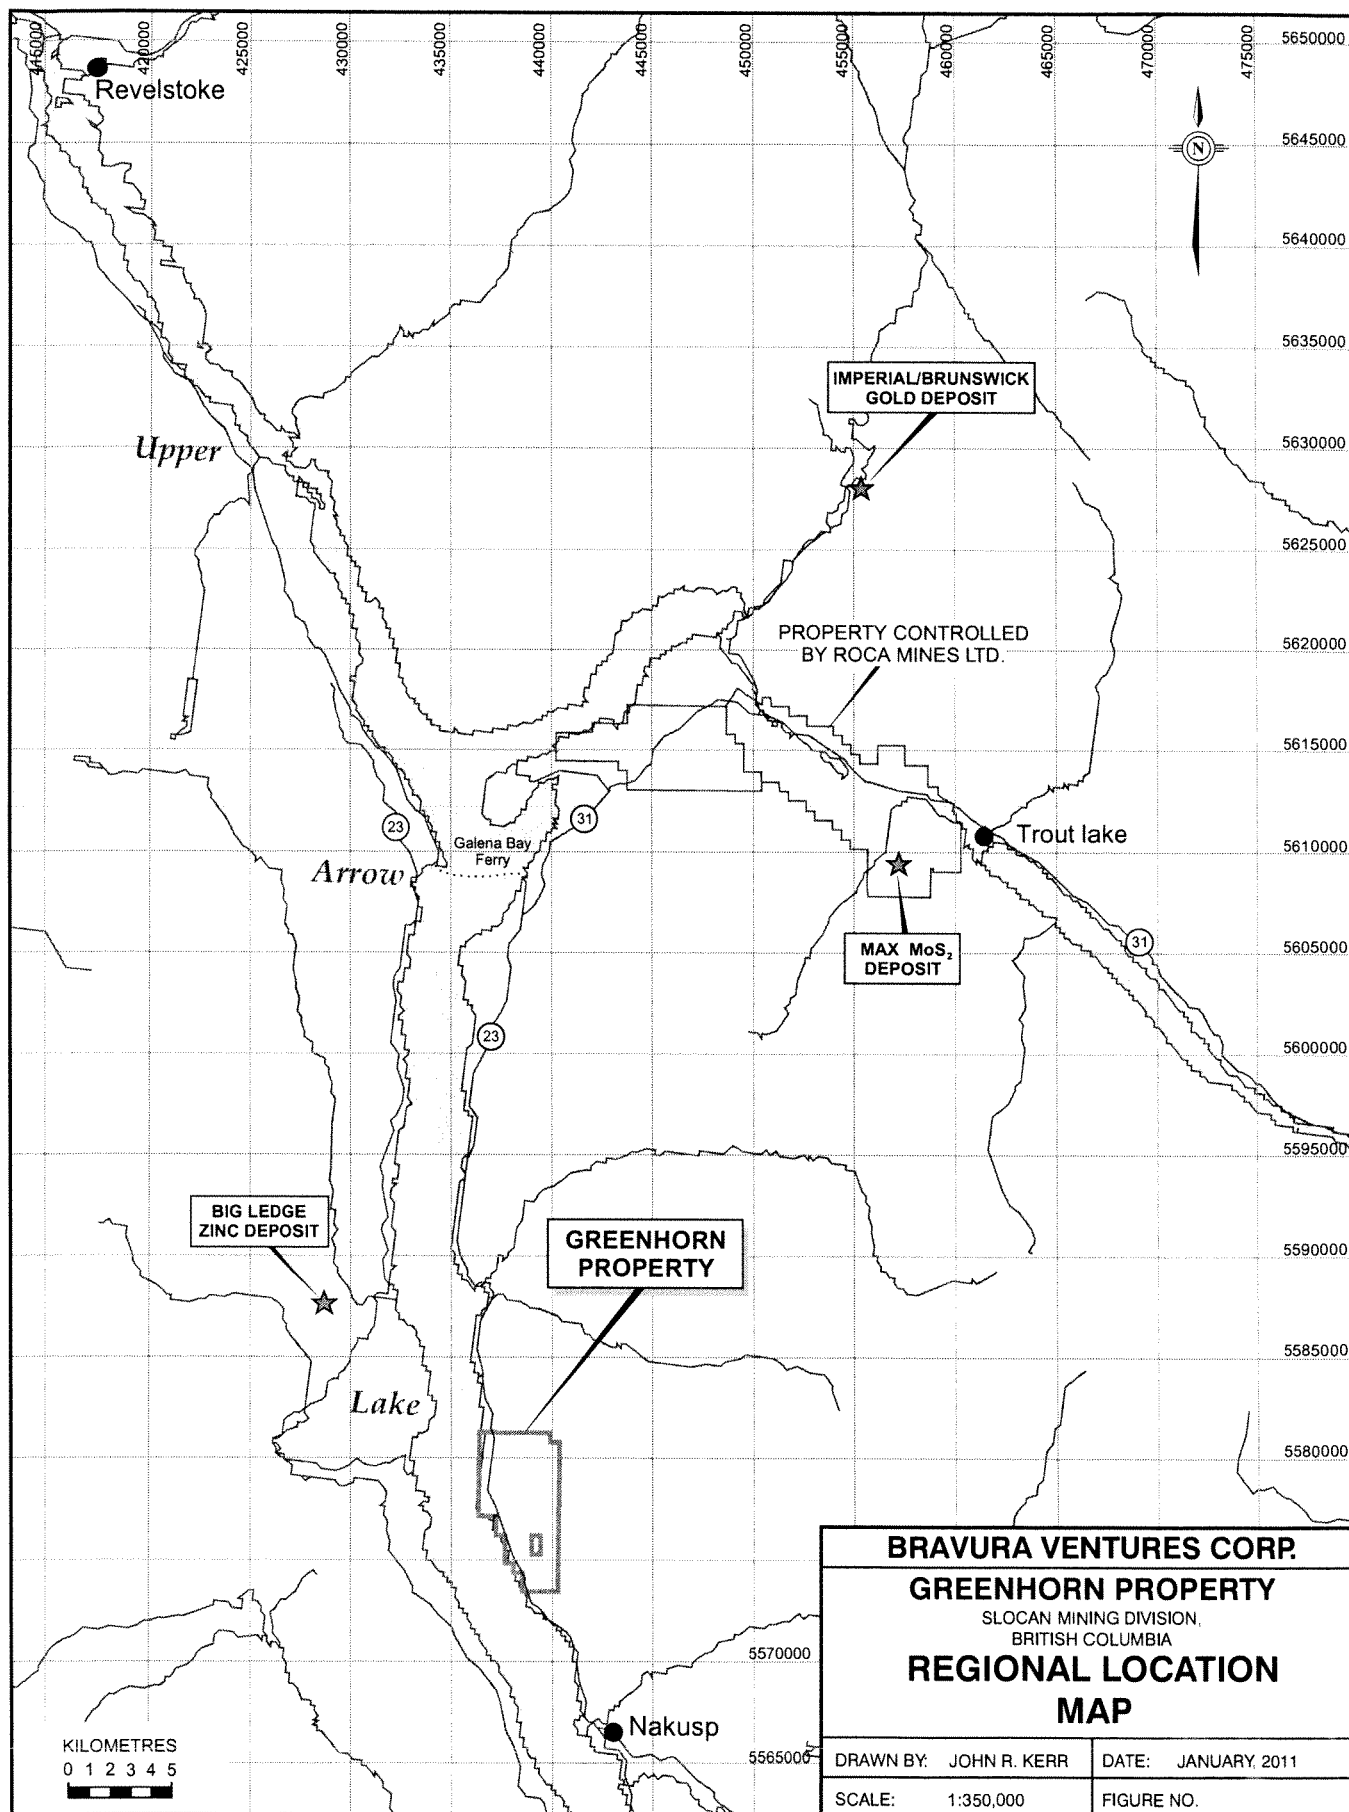 415000
420000
425000
430000
435000
440000
445000
450000
455000
460000
465000
470000
475000
5650000
Revelstoke
N
5645000
5640000
5635000
IMPERIAL/BRUNSWICK
GOLD DEPOSIT
5630000
Upper
5625000
PROPERTY CONTROLLED
BY ROCA MINES LTD.
5620000
5615000
23
31
Galena Bay
Ferry
Trout lake
5610000
Arrow
31
MAX MoS₂
DEPOSIT
5605000
23
5600000
5595000
BIG LEDGE
ZINC DEPOSIT
GREENHORN
PROPERTY
5590000
5585000
Lake
5580000
BRAVURA VENTURES CORP.
GREENHORN PROPERTY
SLOCAN MINING DIVISION,
BRITISH COLUMBIA
REGIONAL LOCATION
MAP
5570000
Nakusp
5565000
KILOMETRES
0 1 2 3 4 5
DRAWN BY: JOHN R. KERR
DATE: JANUARY, 2011
SCALE: 1:350,000
FIGURE NO.